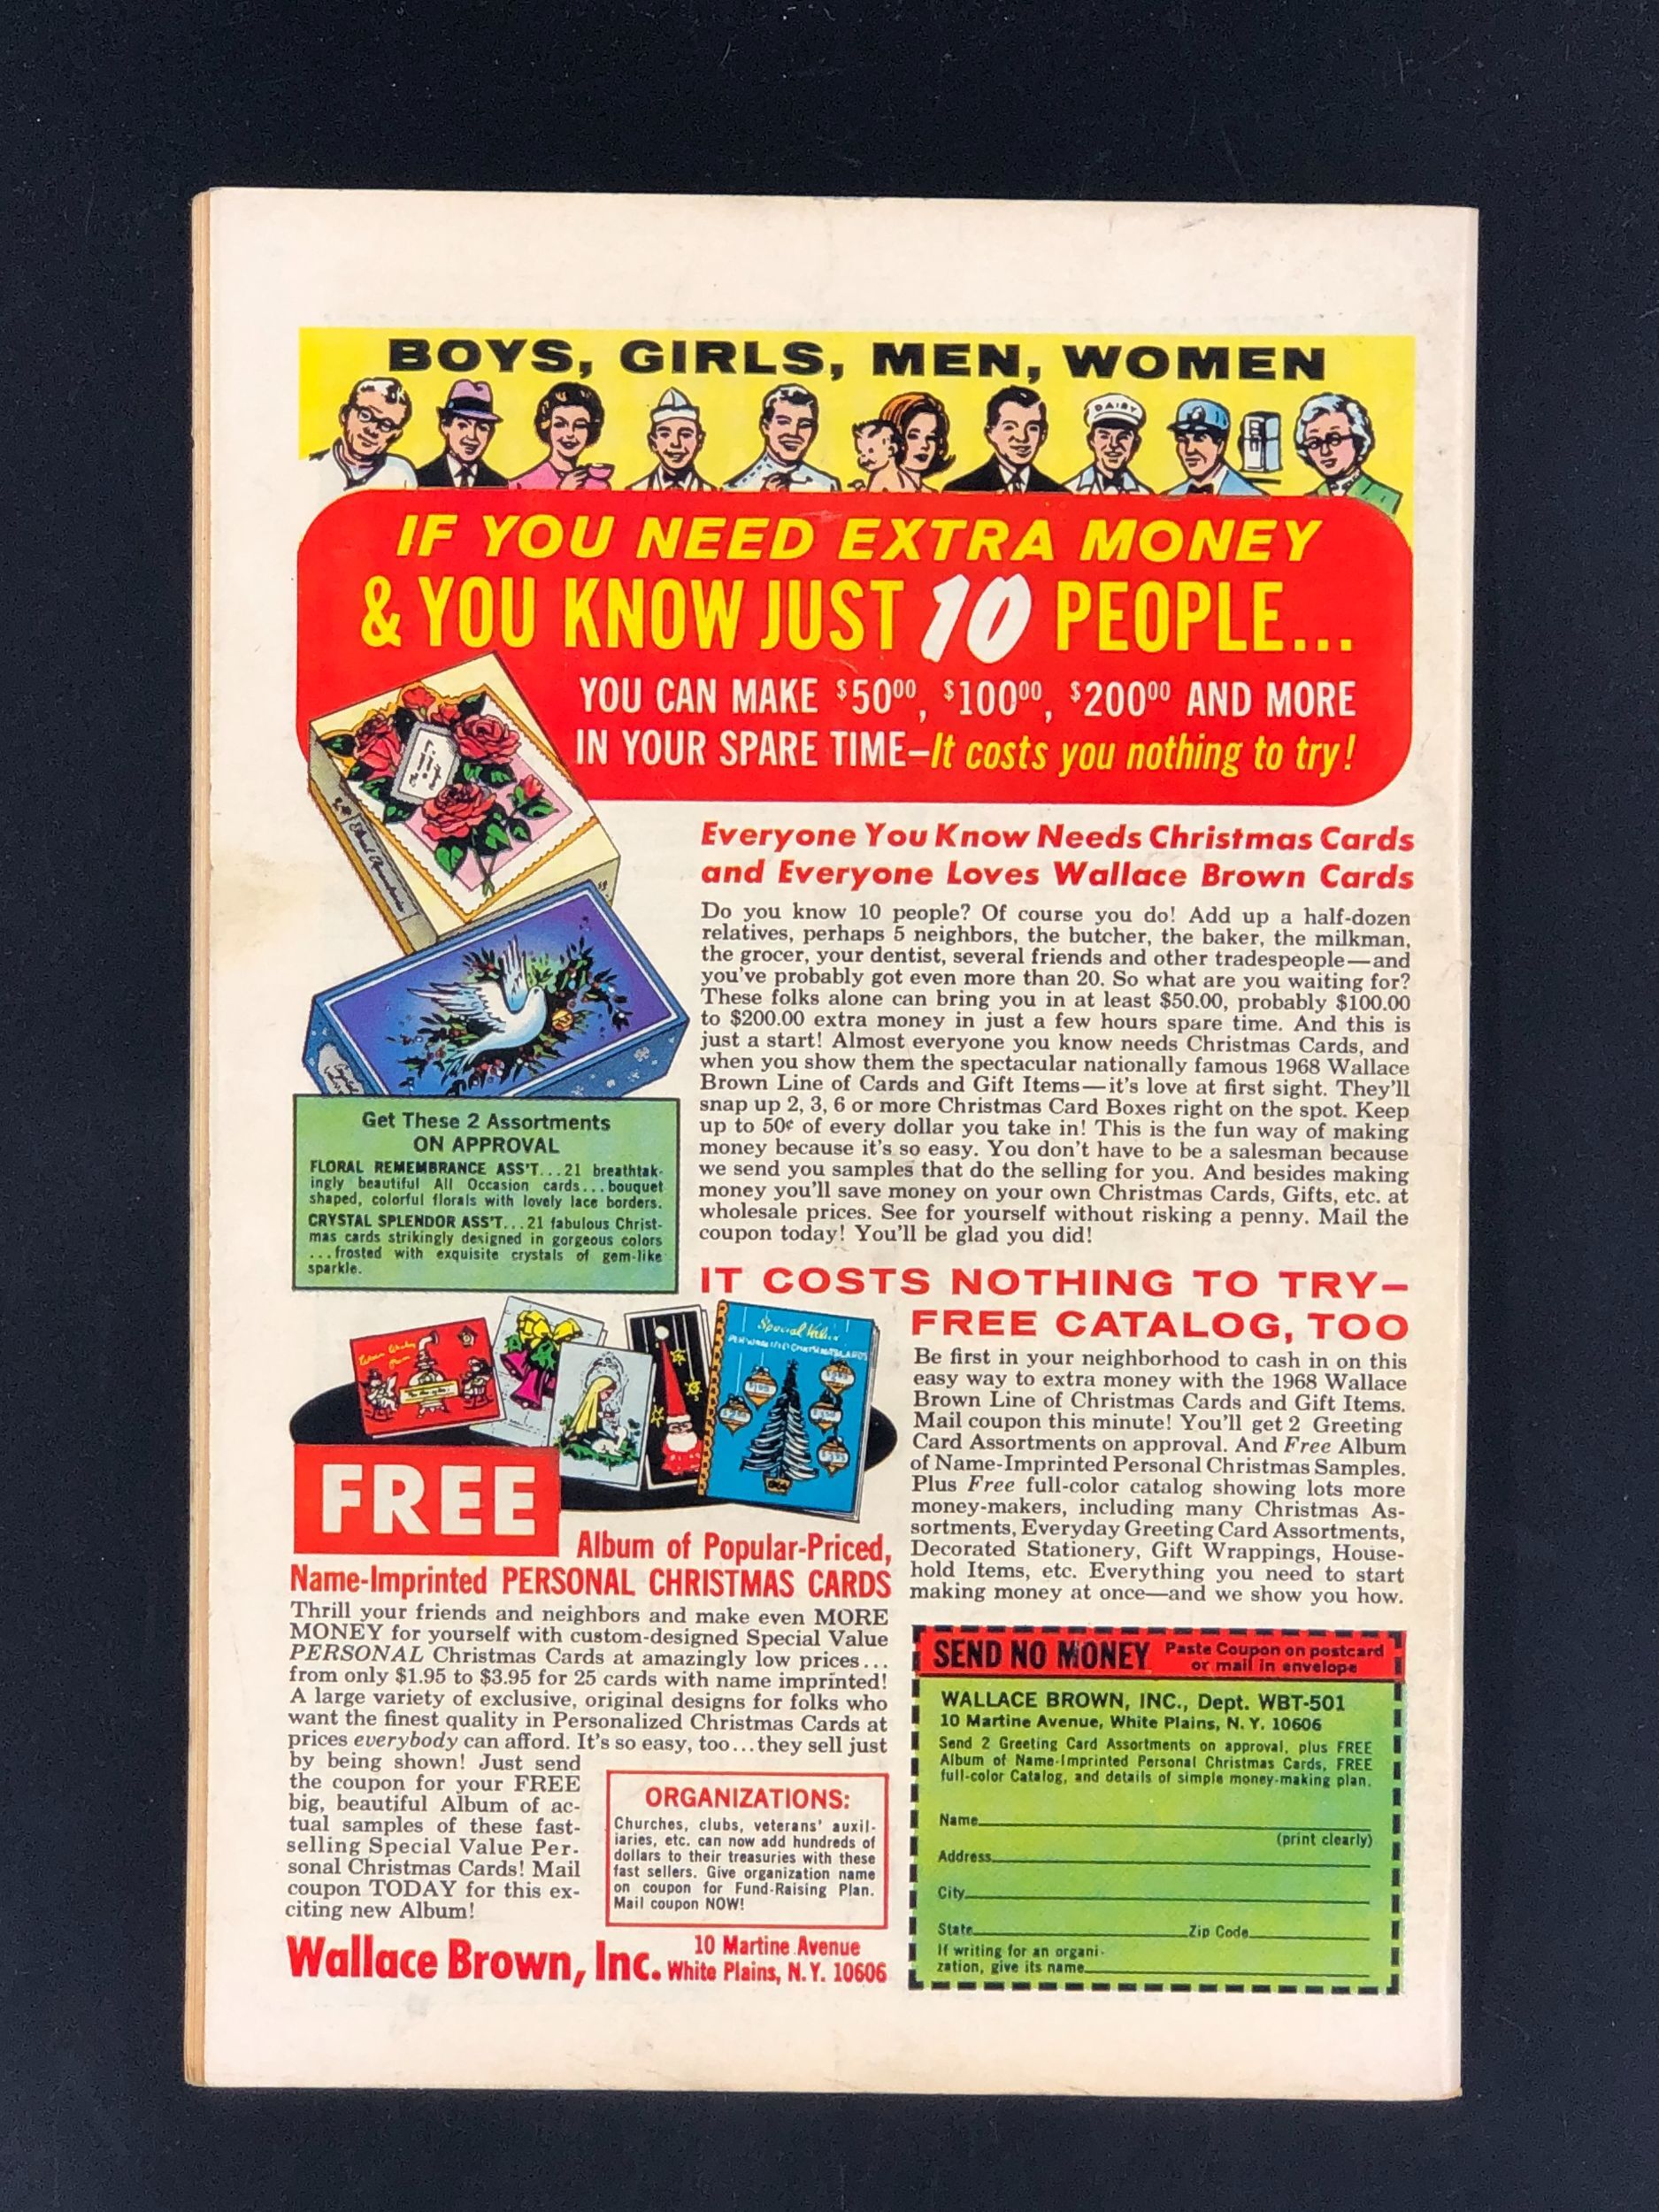 BOYS, GIRLS, MEN, WOMEN
DAIRY
IF YOU NEED EXTRA MONEY
& YOU KNOW JUST 10 PEOPLE...
YOU CAN MAKE $50⁰⁰, $100⁰⁰, $200⁰⁰ AND MORE
IN YOUR SPARE TIME—It costs you nothing to try!
Everyone You Know Needs Christmas Cards
and Everyone Loves Wallace Brown Cards
Do you know 10 people? Of course you do! Add up a half-dozen
relatives, perhaps 5 neighbors, the butcher, the baker, the milkman,
the grocer, your dentist, several friends and other tradespeople—and
you've probably got even more than 20. So what are you waiting for?
These folks alone can bring you in at least $50.00, probably $100.00
to $200.00 extra money in just a few hours spare time. And this is
just a start! Almost everyone you know needs Christmas Cards, and
when you show them the spectacular nationally famous 1968 Wallace
Brown Line of Cards and Gift Items—it's love at first sight. They'll
snap up 2, 3, 6 or more Christmas Card Boxes right on the spot. Keep
up to 50¢ of every dollar you take in! This is the fun way of making
money because it's so easy. You don't have to be a salesman because
we send you samples that do the selling for you. And besides making
money you'll save money on your own Christmas Cards, Gifts, etc. at
wholesale prices. See for yourself without risking a penny. Mail the
coupon today! You'll be glad you did!
Get These 2 Assortments
ON APPROVAL
FLORAL REMEMBRANCE ASS'T...21 breathtak-
ingly beautiful All Occasion cards...bouquet
shaped, colorful florals with lovely lace borders.
CRYSTAL SPLENDOR ASS'T...21 fabulous Christ-
mas cards strikingly designed in gorgeous colors
...frosted with exquisite crystals of gem-like
sparkle.
IT COSTS NOTHING TO TRY—
FREE CATALOG, TOO
Be first in your neighborhood to cash in on this
easy way to extra money with the 1968 Wallace
Brown Line of Christmas Cards and Gift Items.
Mail coupon this minute! You'll get 2 Greeting
Card Assortments on approval. And Free Album
of Name-Imprinted Personal Christmas Samples.
Plus Free full-color catalog showing lots more
money-makers, including many Christmas As-
sortments, Everyday Greeting Card Assortments,
Decorated Stationery, Gift Wrappings, House-
hold Items, etc. Everything you need to start
making money at once—and we show you how.
Special Value
FREE
Album of Popular-Priced,
Name-Imprinted PERSONAL CHRISTMAS CARDS
Thrill your friends and neighbors and make even MORE
MONEY for yourself with custom-designed Special Value
PERSONAL Christmas Cards at amazingly low prices...
from only $1.95 to $3.95 for 25 cards with name imprinted!
A large variety of exclusive, original designs for folks who
want the finest quality in Personalized Christmas Cards at
prices everybody can afford. It's so easy, too...they sell just
by being shown! Just send
the coupon for your FREE
big, beautiful Album of ac-
tual samples of these fast-
selling Special Value Per-
sonal Christmas Cards! Mail
coupon TODAY for this ex-
citing new Album!
ORGANIZATIONS:
Churches, clubs, veterans' auxil-
iaries, etc. can now add hundreds of
dollars to their treasuries with these
fast sellers. Give organization name
on coupon for Fund-Raising Plan.
Mail coupon NOW!
Wallace Brown, Inc. 10 Martine Avenue
White Plains, N.Y. 10606
SEND NO MONEY Paste Coupon on postcard
or mail in envelope
WALLACE BROWN, INC., Dept. WBT-501
10 Martine Avenue, White Plains, N.Y. 10606
Send 2 Greeting Card Assortments on approval, plus FREE
Album of Name-Imprinted Personal Christmas Cards, FREE
full-color Catalog, and details of simple money-making plan.
Name
(print clearly)
Address
City
State Zip Code
If writing for an organi-
zation, give its name